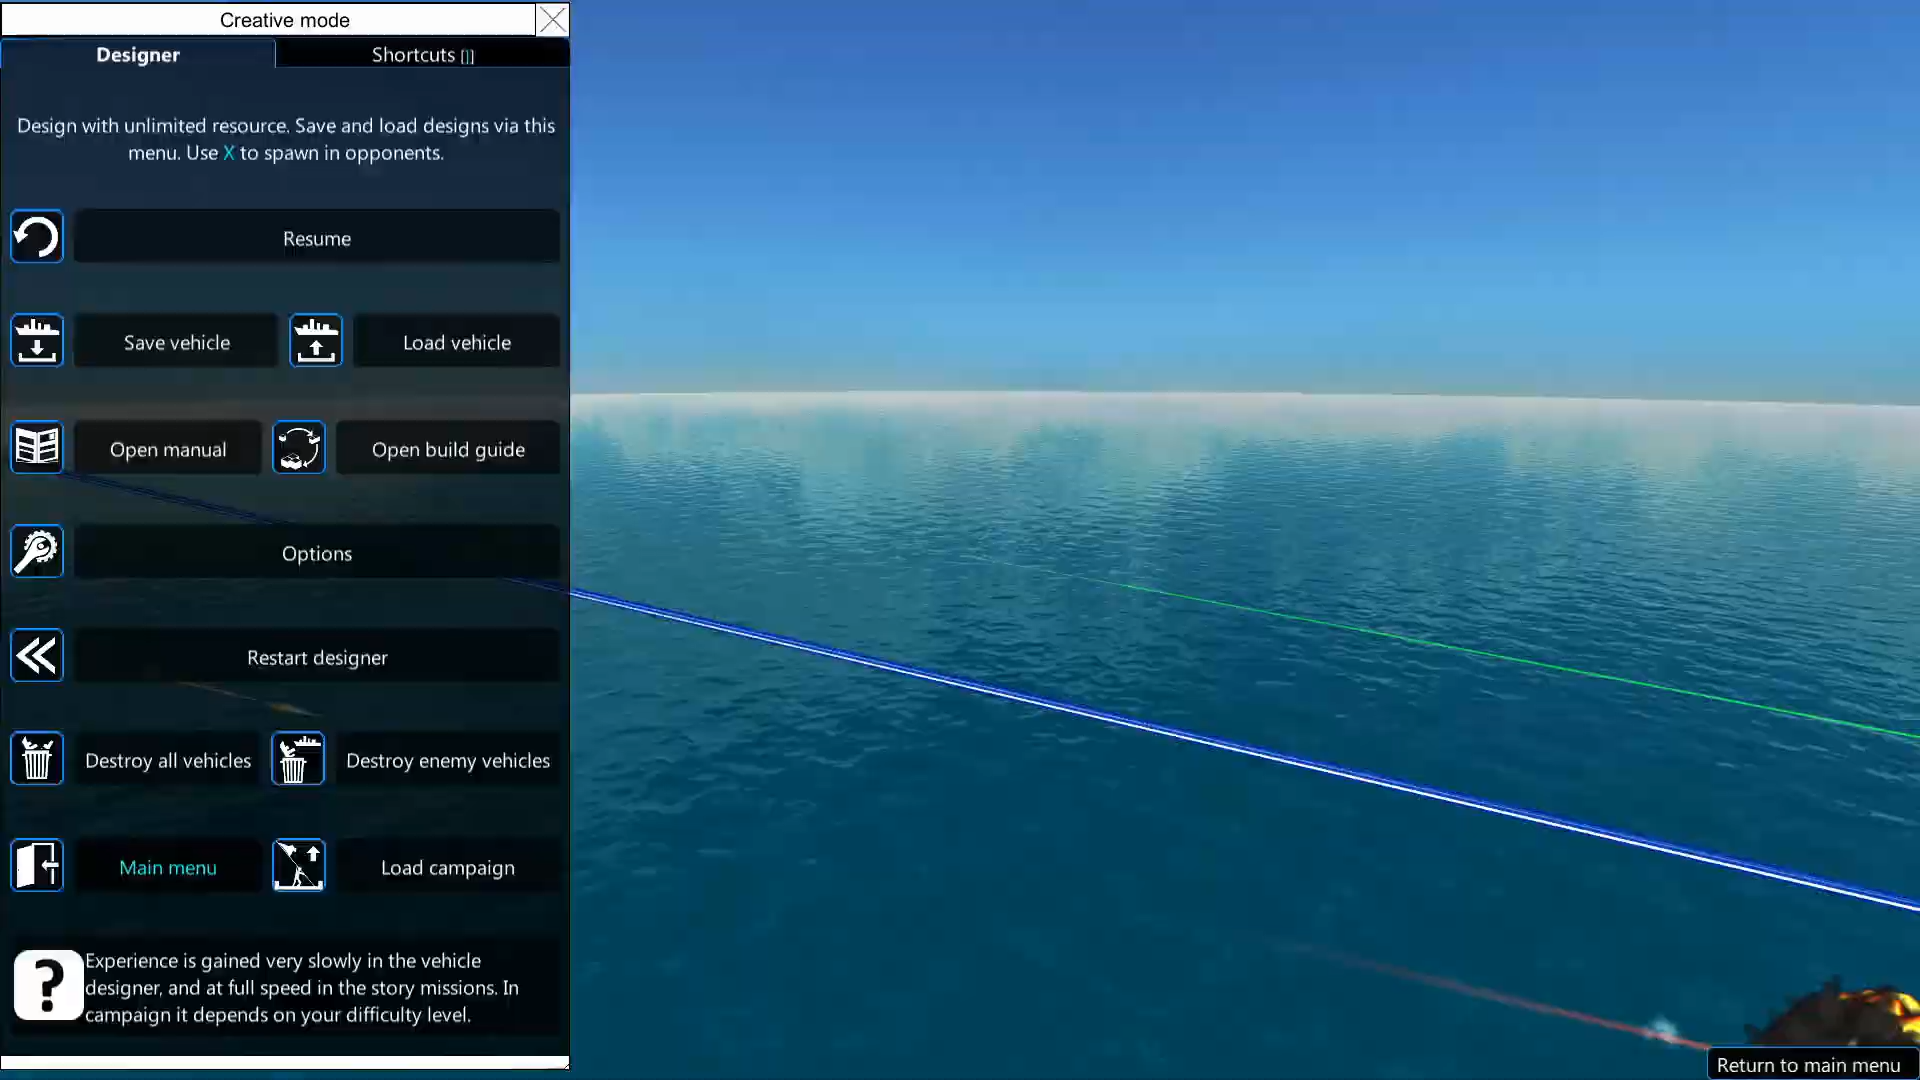 Creative mode
Designer
Shortcuts []]
Design with unlimited resource. Save and load designs via this
menu. Use X to spawn in opponents.
Resume
Save vehicle
Load vehicle
Open manual
Open build guide
Options
Restart designer
Destroy all vehicles
Destroy enemy vehicles
Main menu
Load campaign
?
Experience is gained very slowly in the vehicle
designer, and at full speed in the story missions. In
campaign it depends on your difficulty level.
Return to main menu